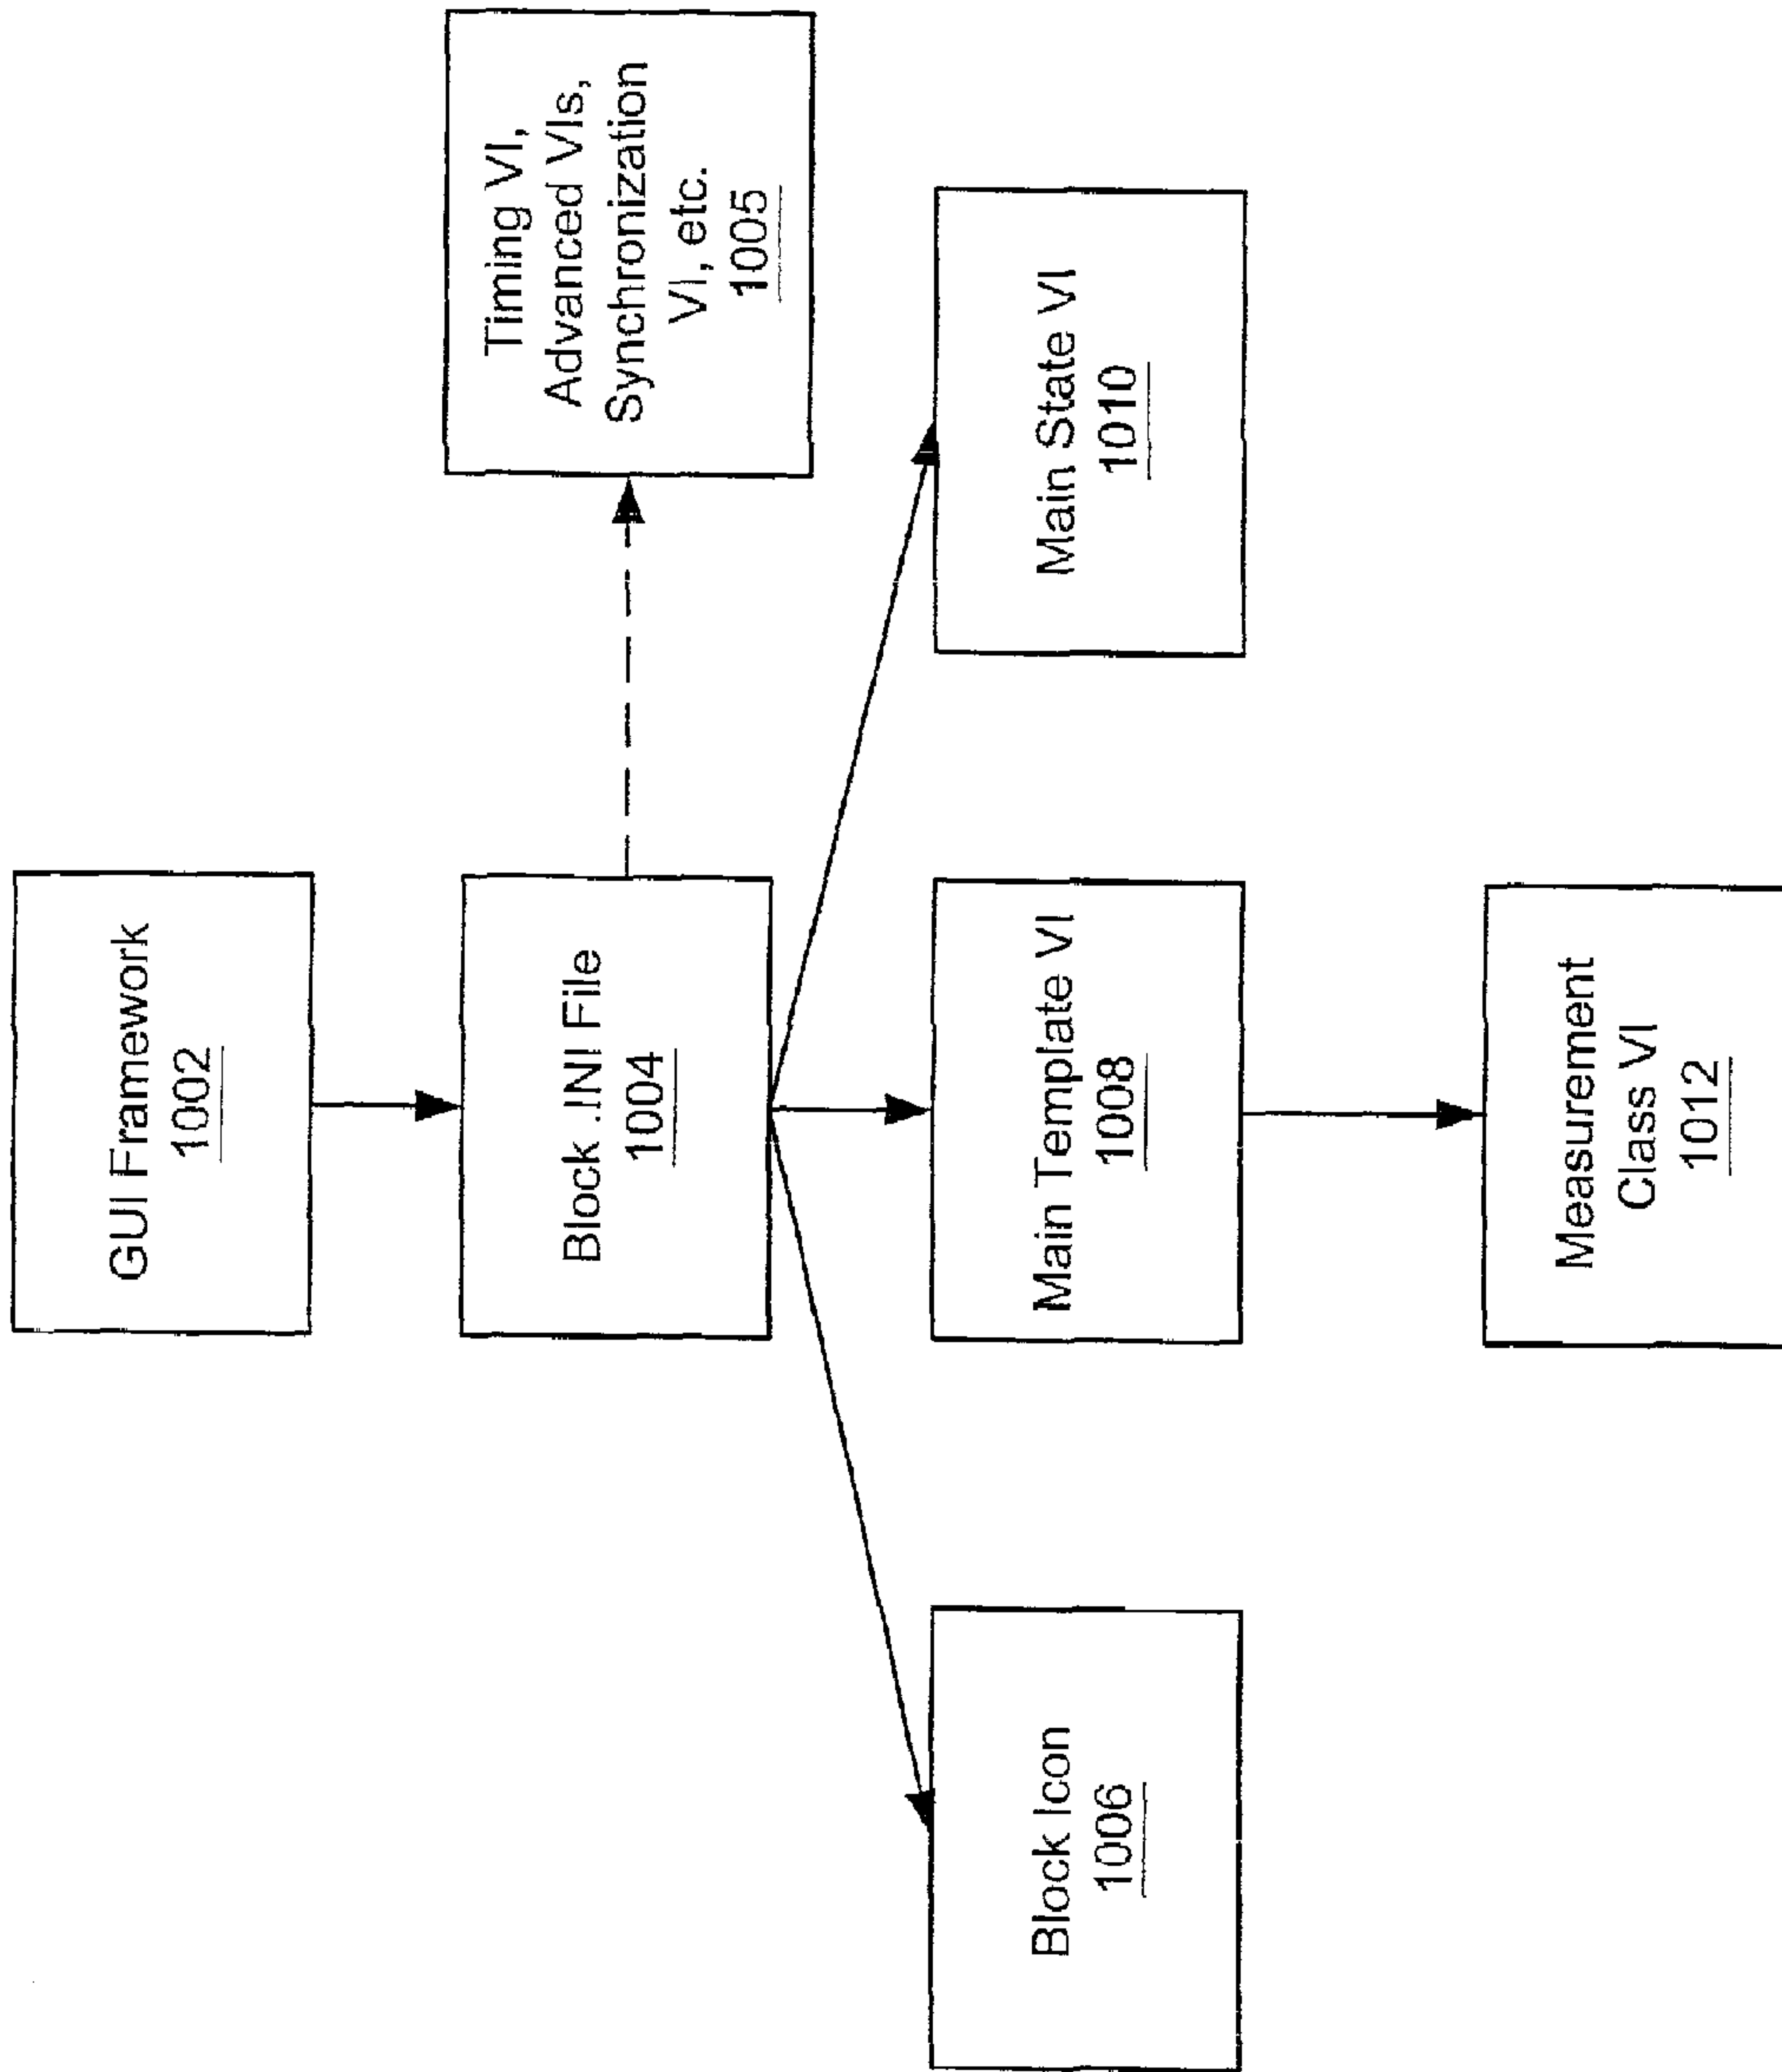 GUI Framework
1002
Block .INI File
1004
Timing VI,
Advanced VIs,
Synchronization
VI, etc.
1005
Block Icon
1006
Main Template VI
1008
Main State VI
1010
Measurement
Class VI
1012